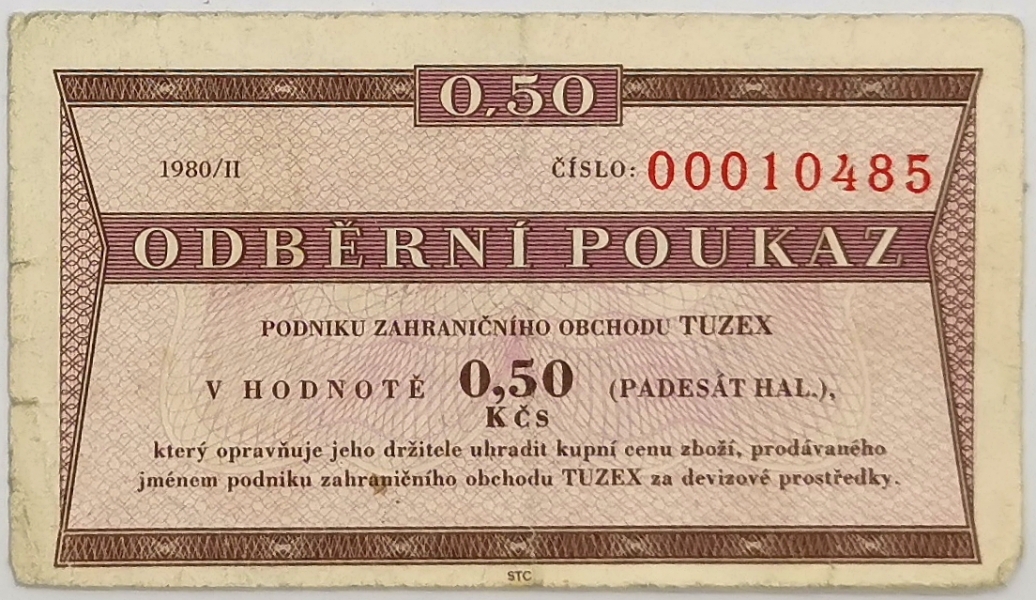 0,50
1980/II ČÍSLO: 00010485
ODBĚRNÍ POUKAZ
PODNIKU ZAHRANIČNÍHO OBCHODU TUZEX
V HODNOTĚ 0,50 (PADESÁT HAL.),
KČS
který opravňuje jeho držitele uhradit kupní cenu zboží, prodávaného
jménem podniku zahraničního obchodu TUZEX za devizové prostředky.
STC